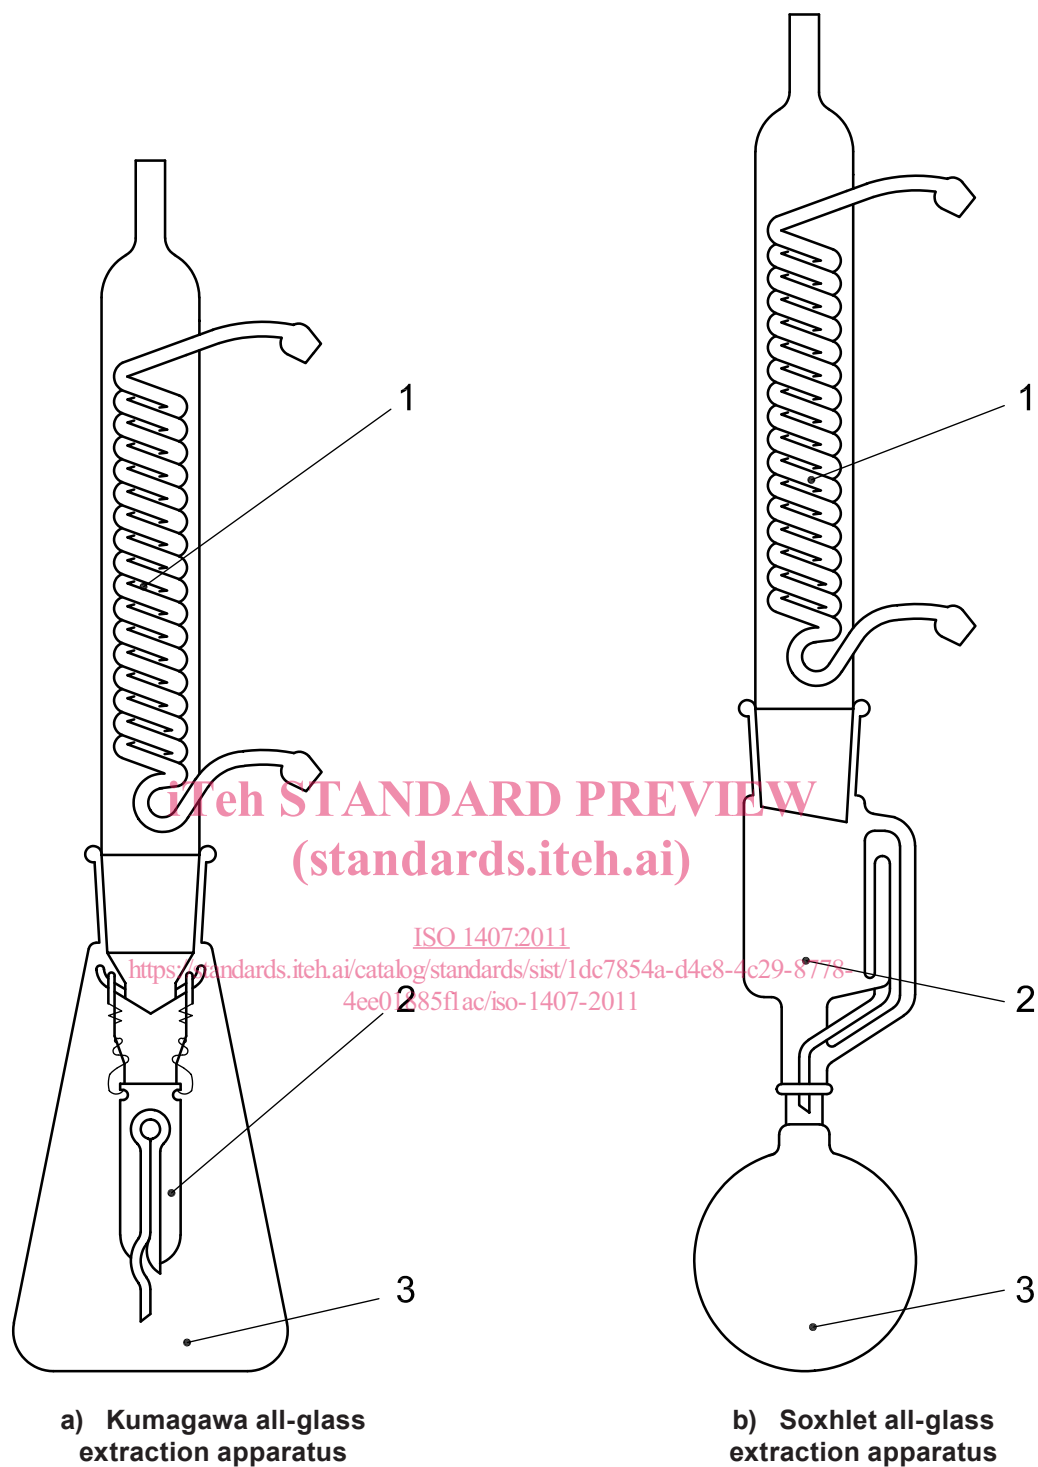 1
1
iTeh STANDARD PREVIEW
(standards.iteh.ai)
ISO 1407:2011
https://standards.iteh.ai/catalog/standards/sist/1dc7854a-d4e8-4c29-8778-
4ee01885f1ac/iso-1407-2011
2
2
3
3
a) Kumagawa all-glass
extraction apparatus
b) Soxhlet all-glass
extraction apparatus